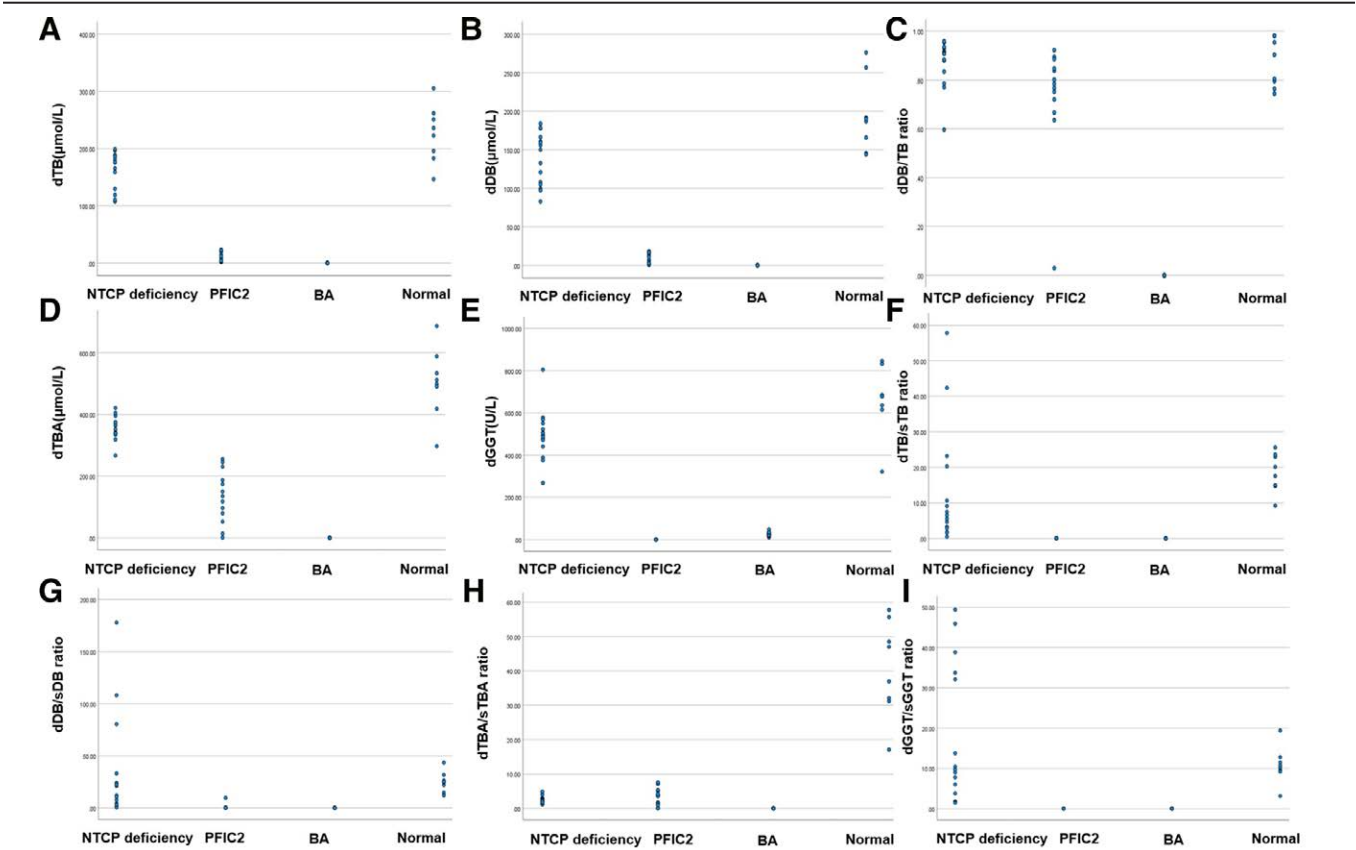 A
dTB(μmol/L)
400.00
300.00
200.00
100.00
.00
NTCP deficiency PFIC2 BA Normal
B
dDB(μmol/L)
300.00
250.00
200.00
150.00
100.00
50.00
.00
NTCP deficiency PFIC2 BA Normal
C
dDB/TB ratio
1.00
.80
.60
.40
.20
.00
NTCP deficiency PFIC2 BA Normal
D
dTBA(μmol/L)
600.00
400.00
200.00
.00
NTCP deficiency PFIC2 BA Normal
E
dGGT(U/L)
1000.00
800.00
600.00
400.00
200.00
.00
NTCP deficiency PFIC2 BA Normal
F
dTB/sTB ratio
60.00
50.00
40.00
30.00
20.00
10.00
.00
NTCP deficiency PFIC2 BA Normal
G
dDB/sDB ratio
200.00
150.00
100.00
50.00
.00
NTCP deficiency PFIC2 BA Normal
H
dTBA/sTBA ratio
60.00
50.00
40.00
30.00
20.00
10.00
.00
NTCP deficiency PFIC2 BA Normal
I
dGGT/sGGT ratio
50.00
40.00
30.00
20.00
10.00
.00
NTCP deficiency PFIC2 BA Normal